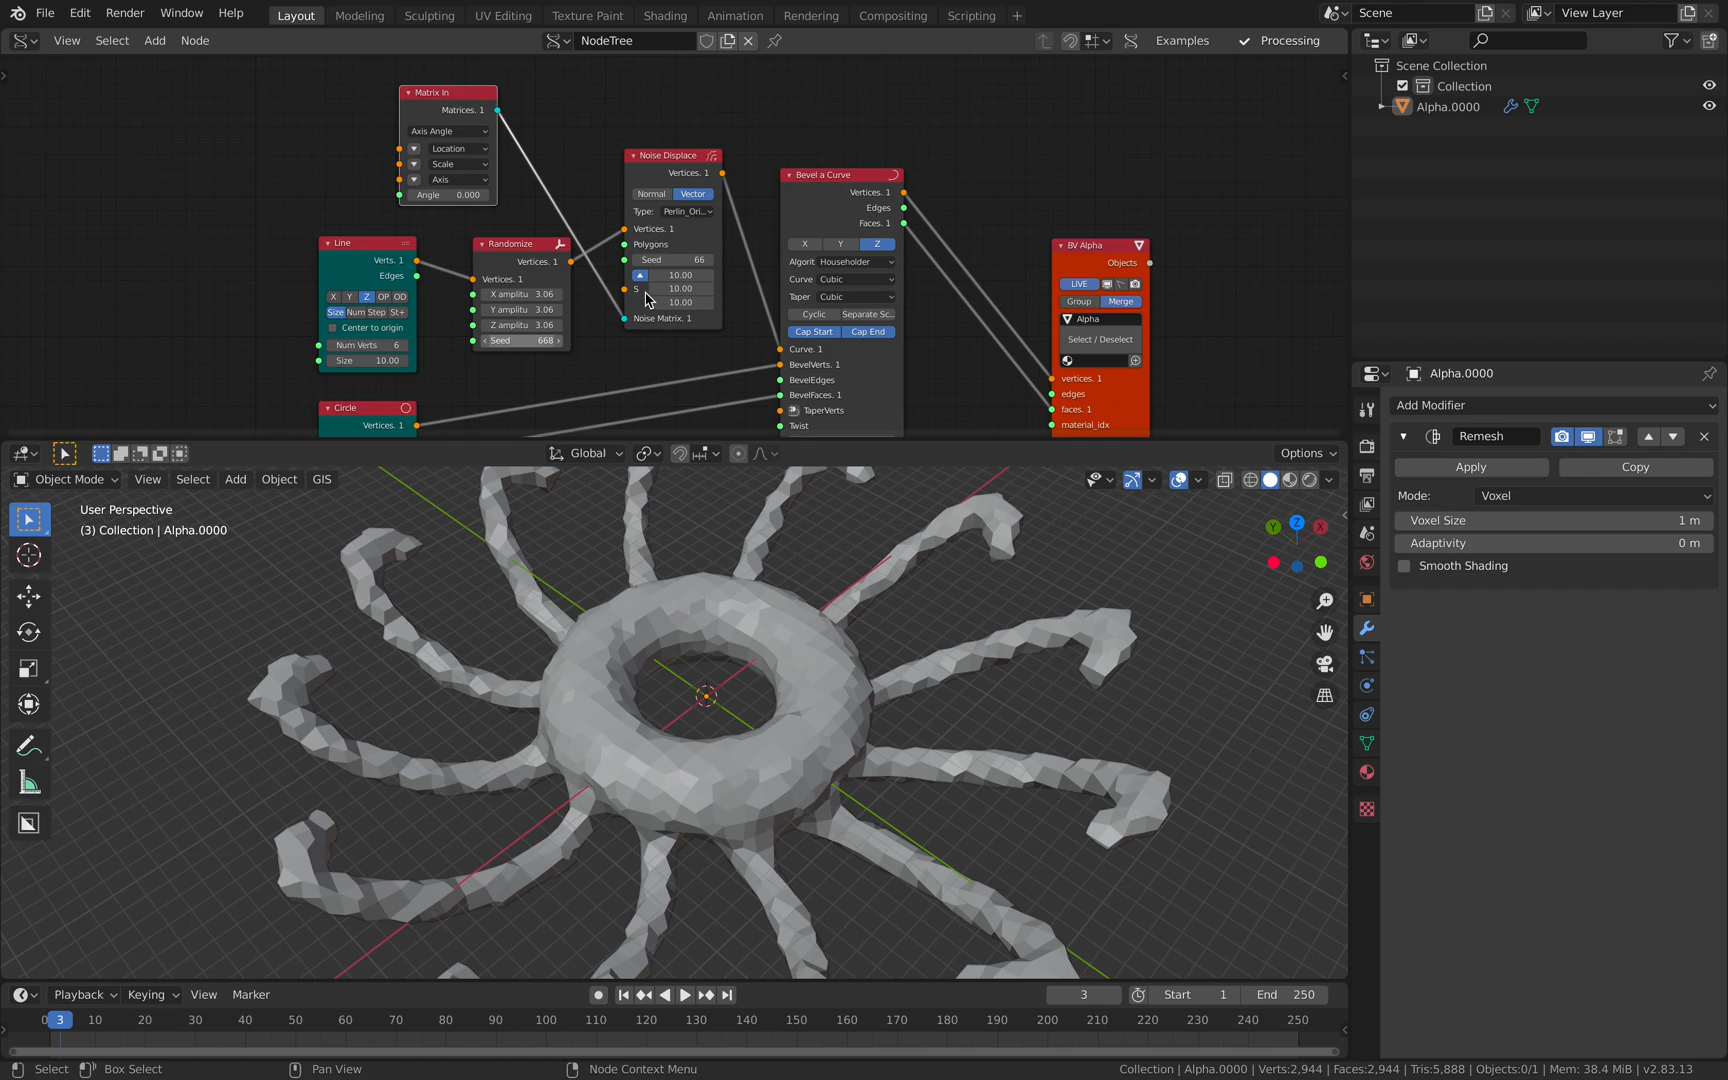 File Edit Render Window Help Layout Modeling Sculpting UV Editing Texture Paint Shading Animation Rendering Compositing Scripting + Scene View Layer
View Select Add Node NodeTree Examples Processing
Scene Collection
Collection
Alpha.0000
Matrix In
Matrices. 1
Axis Angle
Location
Scale
Axis
Angle 0.000
Line
Verts. 1
Edges
X Y Z OP OD
Size Num Step St+
Center to origin
Num Verts 6
Size 10.00
Circle
Vertices. 1
Randomize
Vertices. 1
Vertices. 1
X amplitu 3.06
Y amplitu 3.06
Z amplitu 3.06
Seed 668
Noise Displace
Vertices. 1
Normal Vector
Type: Perlin_Ori...
Vertices. 1
Polygons
Seed 66
10.00
S 10.00
10.00
Noise Matrix. 1
Bevel a Curve
Vertices. 1
Edges
Faces. 1
X Y Z
Algorit Householder
Curve Cubic
Taper Cubic
Cyclic Separate Sc..
Cap Start Cap End
Curve. 1
BevelVerts. 1
BevelEdges
BevelFaces. 1
TaperVerts
Twist
BV Alpha
Objects
LIVE
Group Merge
Alpha
Select / Deselect
vertices. 1
edges
faces. 1
material_idx
Alpha.0000
Add Modifier
Remesh
Apply Copy
Mode: Voxel
Voxel Size 1 m
Adaptivity 0 m
Smooth Shading
Global Options
Object Mode View Select Add Object GIS
User Perspective
(3) Collection | Alpha.0000
Z
Y
X
Playback Keying View Marker 3 Start 1 End 250
0 3 10 20 30 40 50 60 70 80 90 100 110 120 130 140 150 160 170 180 190 200 210 220 230 240 250
Select Box Select Pan View Node Context Menu Collection | Alpha.0000 | Verts:2,944 | Faces:2,944 | Tris:5,888 | Objects:0/1 | Mem: 38.4 MiB | v2.83.13